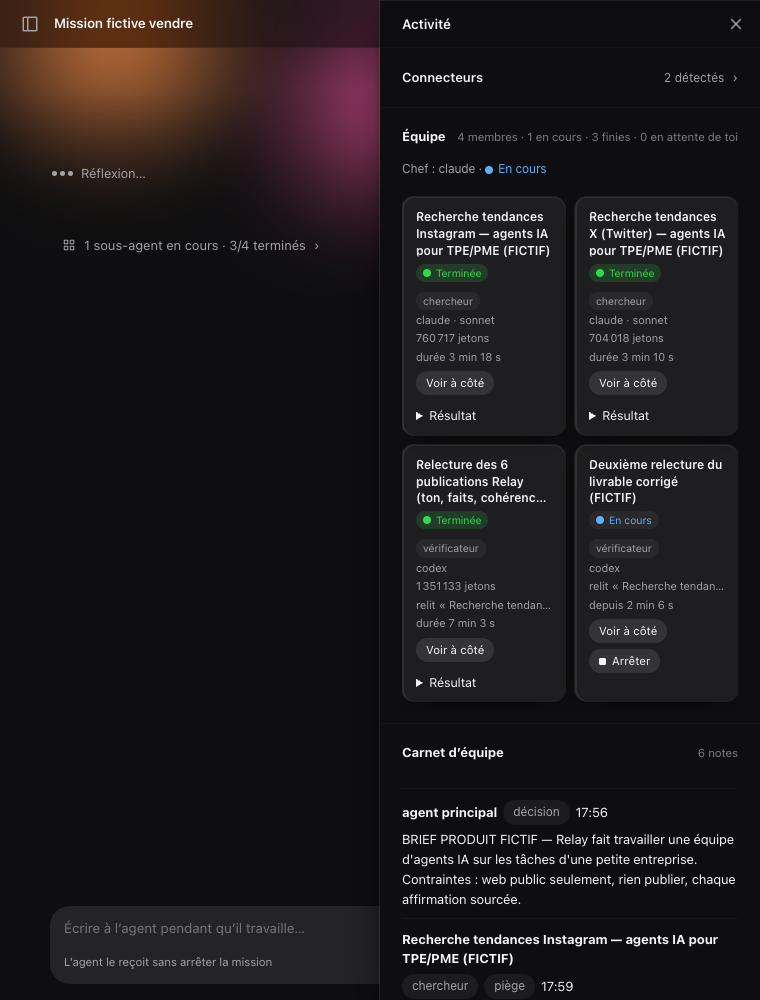 Mission fictive vendre
Réflexion...
1 sous-agent en cours · 3/4 terminés ›
Écrire à l’agent pendant qu’il travaille...
L'agent le reçoit sans arrêter la mission
Activité
Connecteurs
2 détectés ›
Équipe
4 membres · 1 en cours · 3 finies · 0 en attente de toi
Chef : claude · En cours
Recherche tendances
Instagram — agents IA
pour TPE/PME (FICTIF)
Terminée
chercheur
claude · sonnet
760 717 jetons
durée 3 min 18 s
Voir à côté
Résultat
Recherche tendances
X (Twitter) — agents IA
pour TPE/PME (FICTIF)
Terminée
chercheur
claude · sonnet
704 018 jetons
durée 3 min 10 s
Voir à côté
Résultat
Relecture des 6
publications Relay
(ton, faits, cohérenc...
Terminée
vérificateur
codex
1 351 133 jetons
relit « Recherche tendan...
durée 7 min 3 s
Voir à côté
Résultat
Deuxième relecture du
livrable corrigé
(FICTIF)
En cours
vérificateur
codex
relit « Recherche tendan...
depuis 2 min 6 s
Voir à côté
Arrêter
Carnet d’équipe
6 notes
agent principal décision 17:56
BRIEF PRODUIT FICTIF — Relay fait travailler une équipe
d'agents IA sur les tâches d'une petite entreprise.
Contraintes : web public seulement, rien publier, chaque
affirmation sourcée.
Recherche tendances Instagram — agents IA pour
TPE/PME (FICTIF)
chercheur piège 17:59